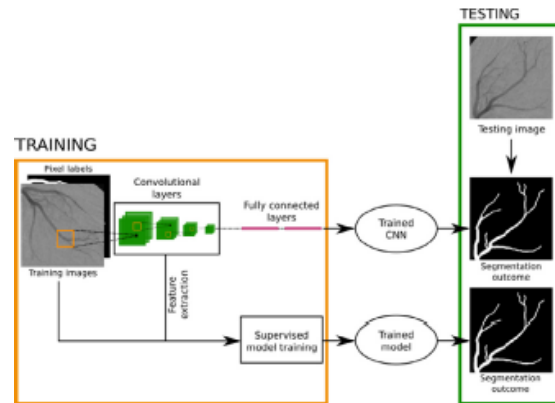 TESTING
Testing image
TRAINING
Pixel labels
Convolutional
layers
Fully connected
layers
Trained
CNN
Segmentation
outcome
Training images
Feature
extraction
Supervised
model training
Trained
model
Segmentation
outcome